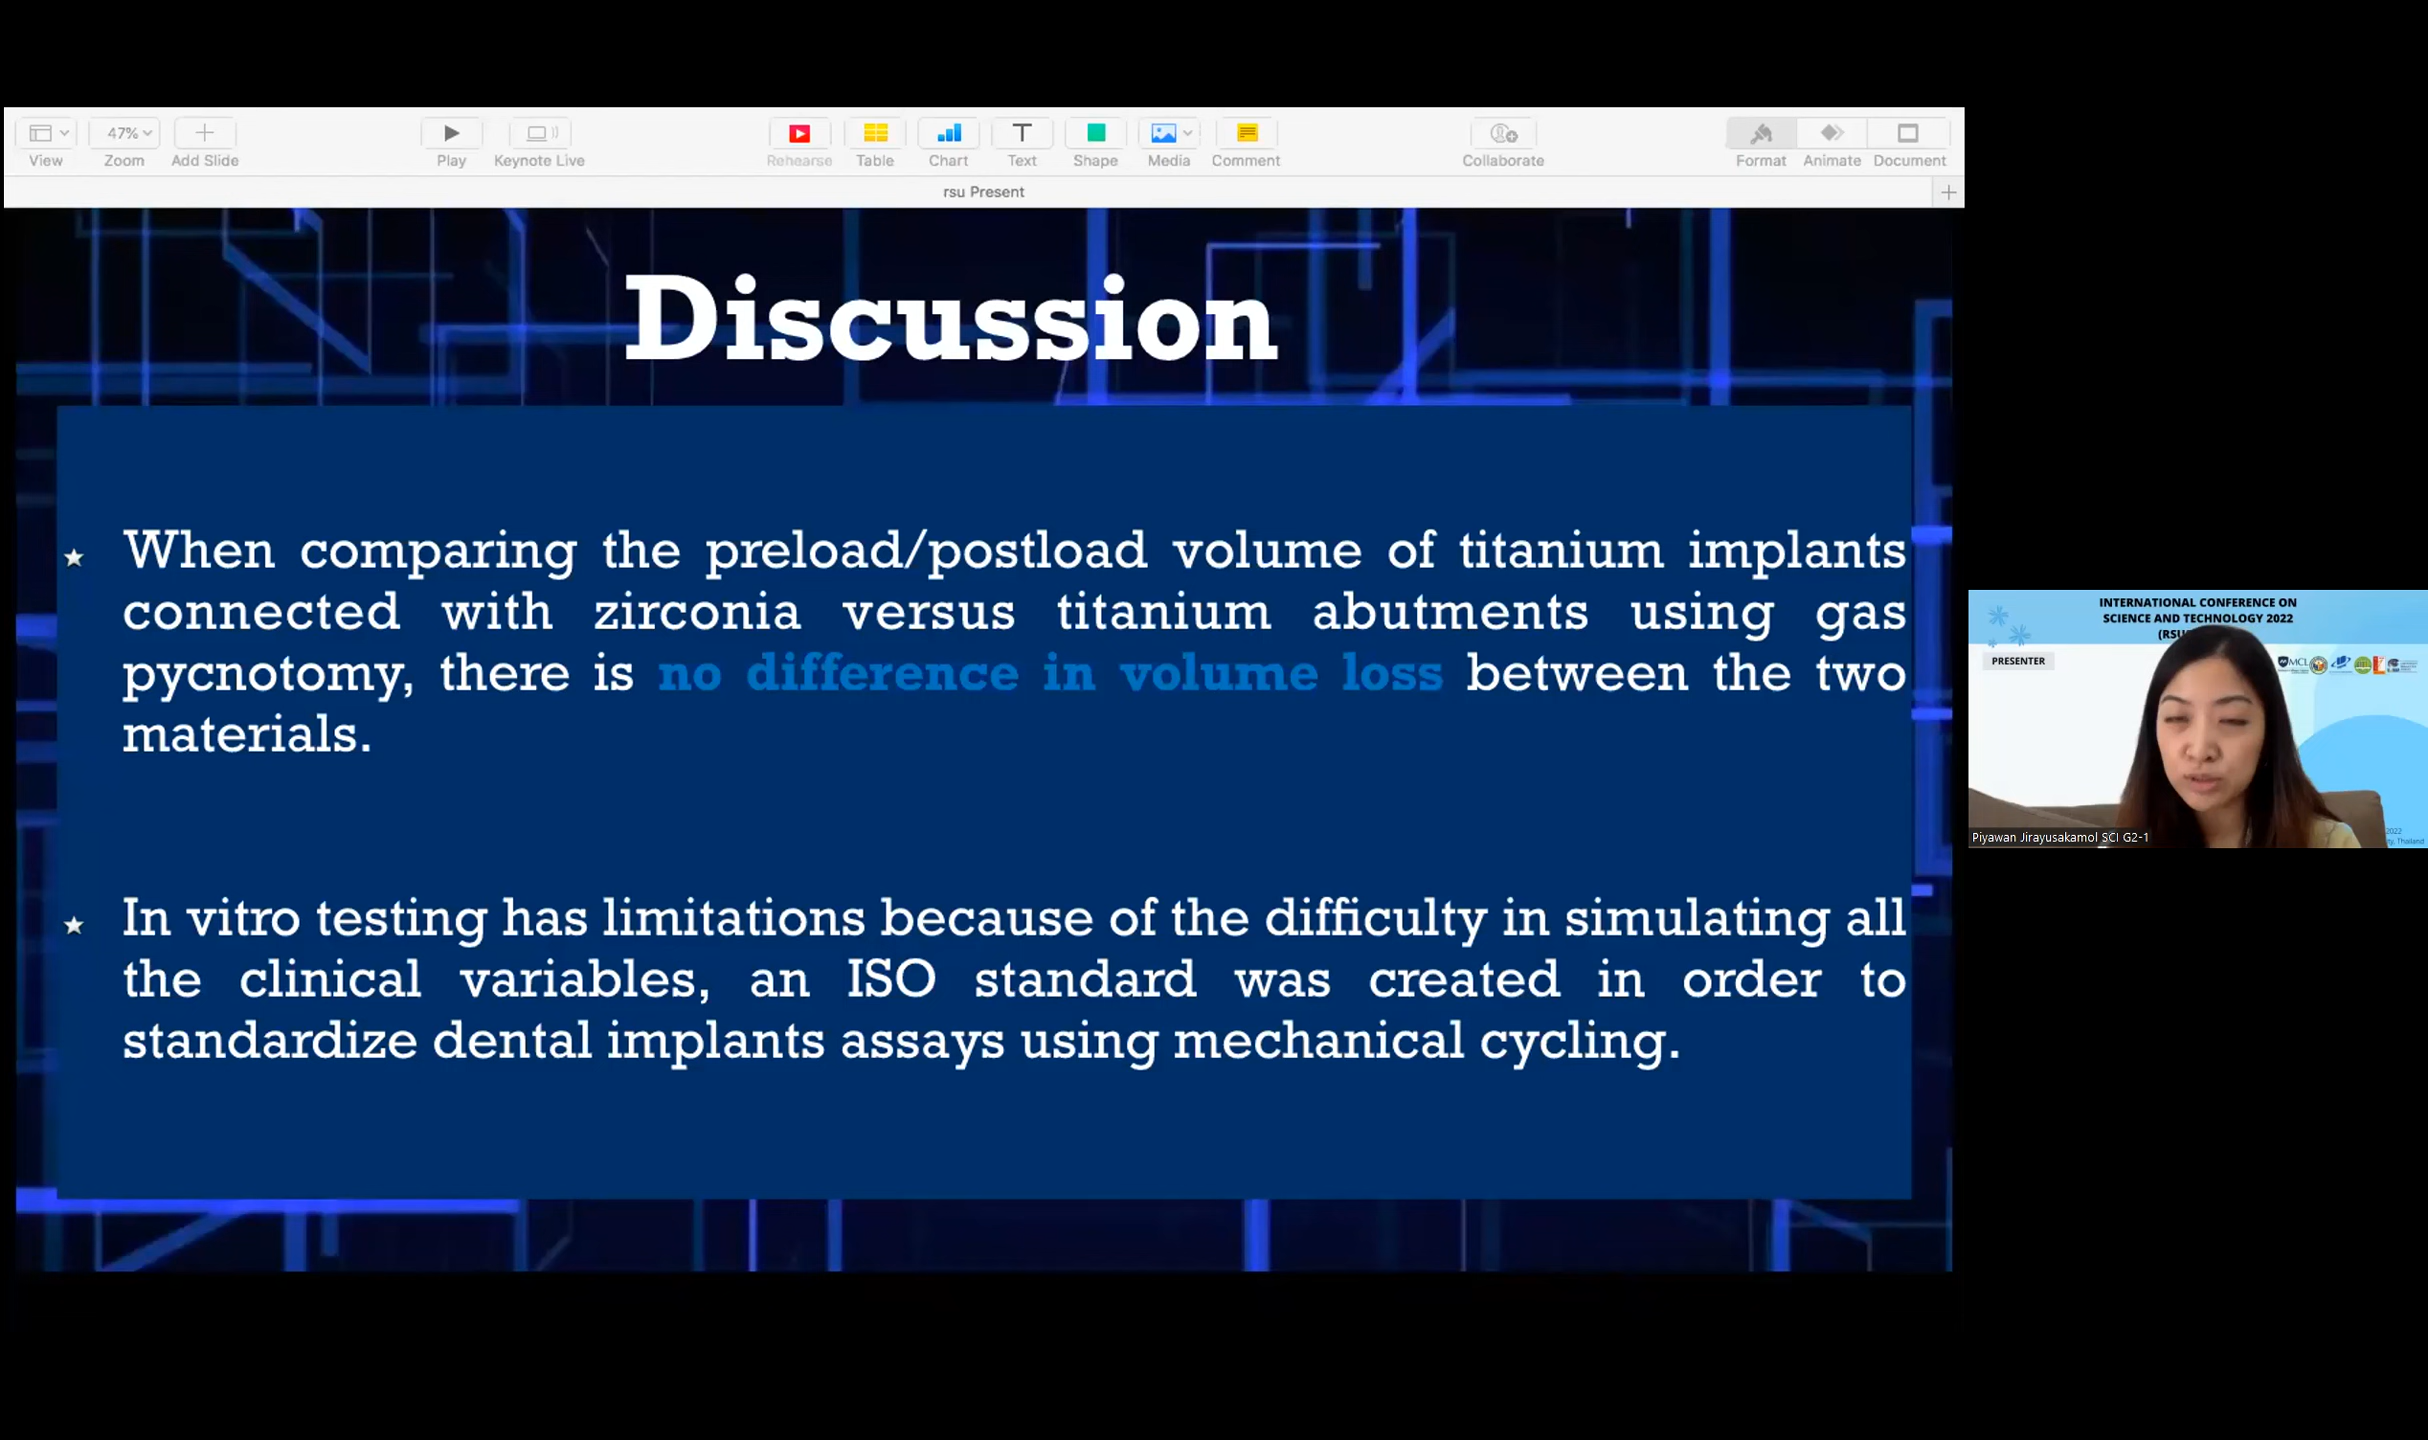 View
47%
Zoom
Add Slide
Play
Keynote Live
Rehearse
Table
Chart
Text
Shape
Media
Comment
Collaborate
Format
Animate
Document
rsu Present
Discussion
When comparing the preload/postload volume of titanium implants
connected with zirconia versus titanium abutments using gas
pycnotomy, there is no difference in volume loss between the two
materials.
In vitro testing has limitations because of the difficulty in simulating all
the clinical variables, an ISO standard was created in order to
standardize dental implants assays using mechanical cycling.
INTERNATIONAL CONFERENCE ON
SCIENCE AND TECHNOLOGY 2022
PRESENTER
MCL
Piyawan Jirayusakamol SCI G2-1
2022
Thailand